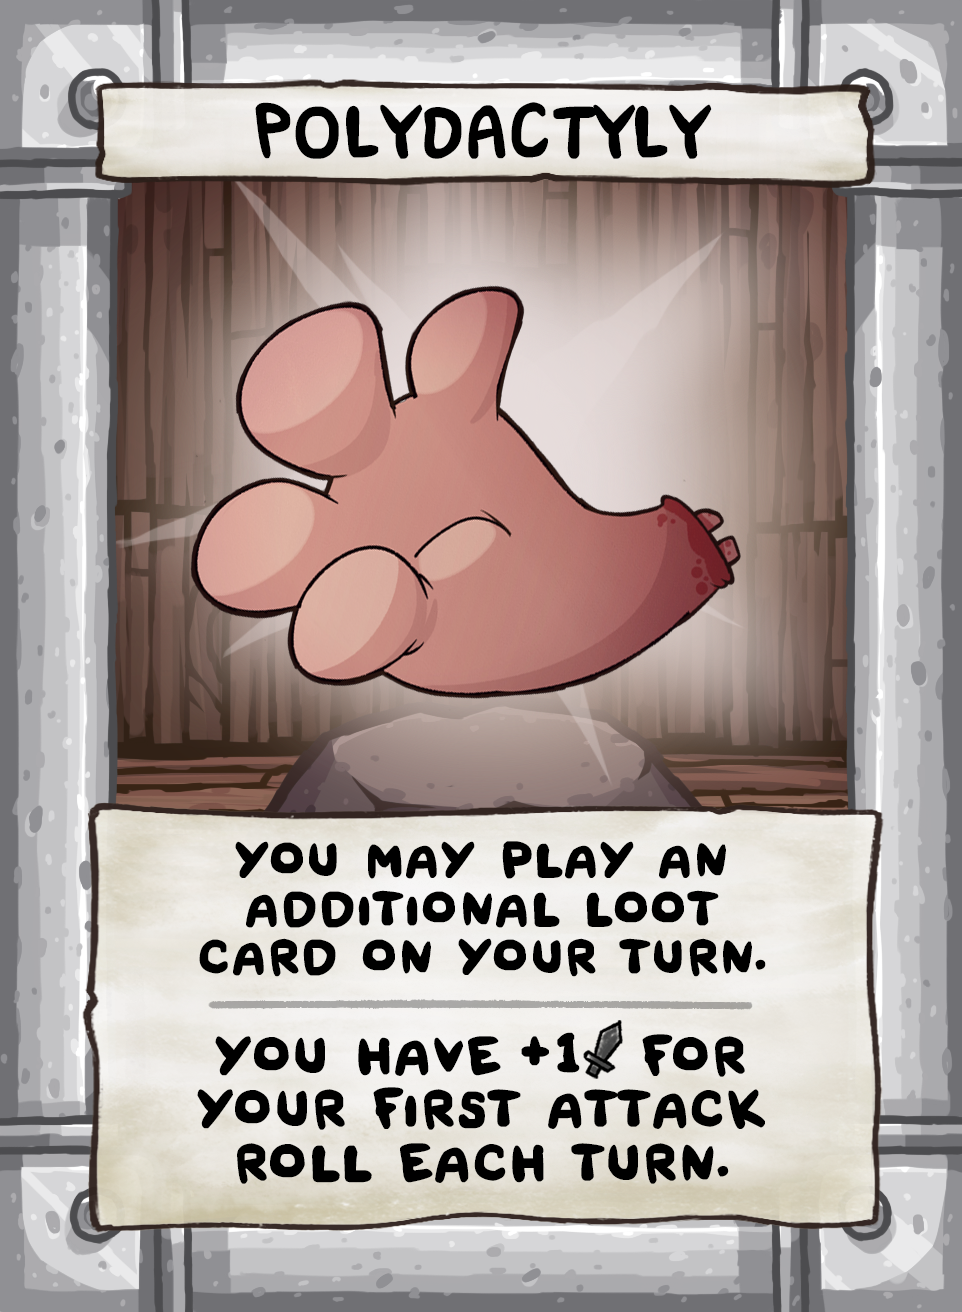 POLYDACTYLY
YOU MAY PLAY AN
ADDITIONAL LOOT
CARD ON YOUR TURN.
YOU HAVE +1 FOR
YOUR FIRST ATTACK
ROLL EACH TURN.